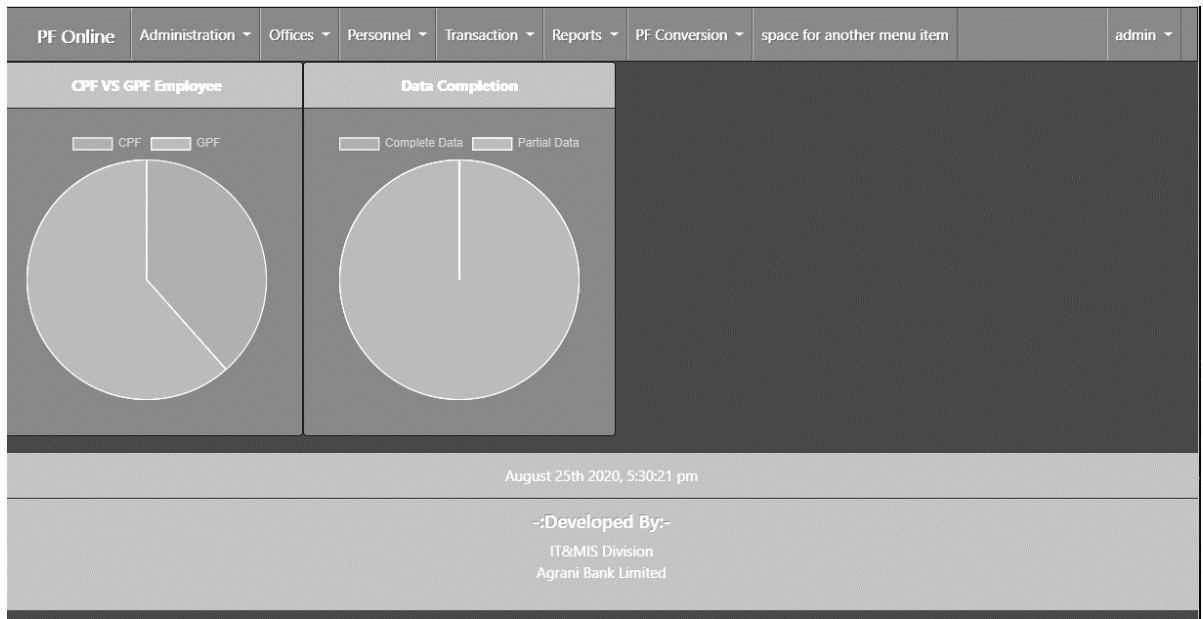 PF Online Administration Offices Personnel Transaction Reports PF Conversion space for another menu item admin
CPF VS GPF Employee
CPF GPF
Data Completion
Complete Data Partial Data
August 25th 2020, 5:30:21 pm
-:Developed By:-
IT&MIS Division
Agrani Bank Limited